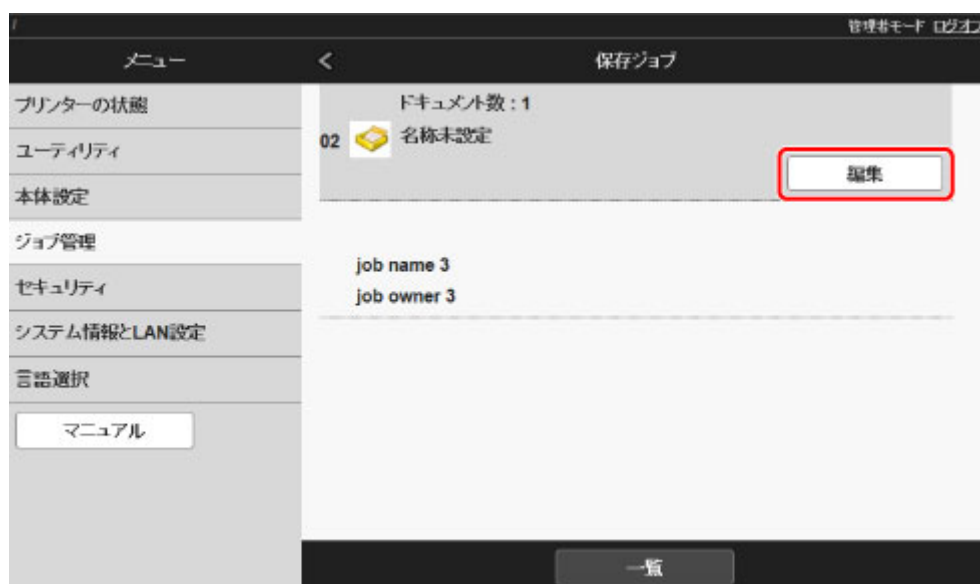 /
管理者モード ログオフ
メニュー
< 保存ジョブ
プリンターの状態
ユーティリティ
本体設定
ジョブ管理
セキュリティ
システム情報とLAN設定
言語選択
マニュアル
ドキュメント数：1
02 名称未設定
編集
job name 3
job owner 3
一覧